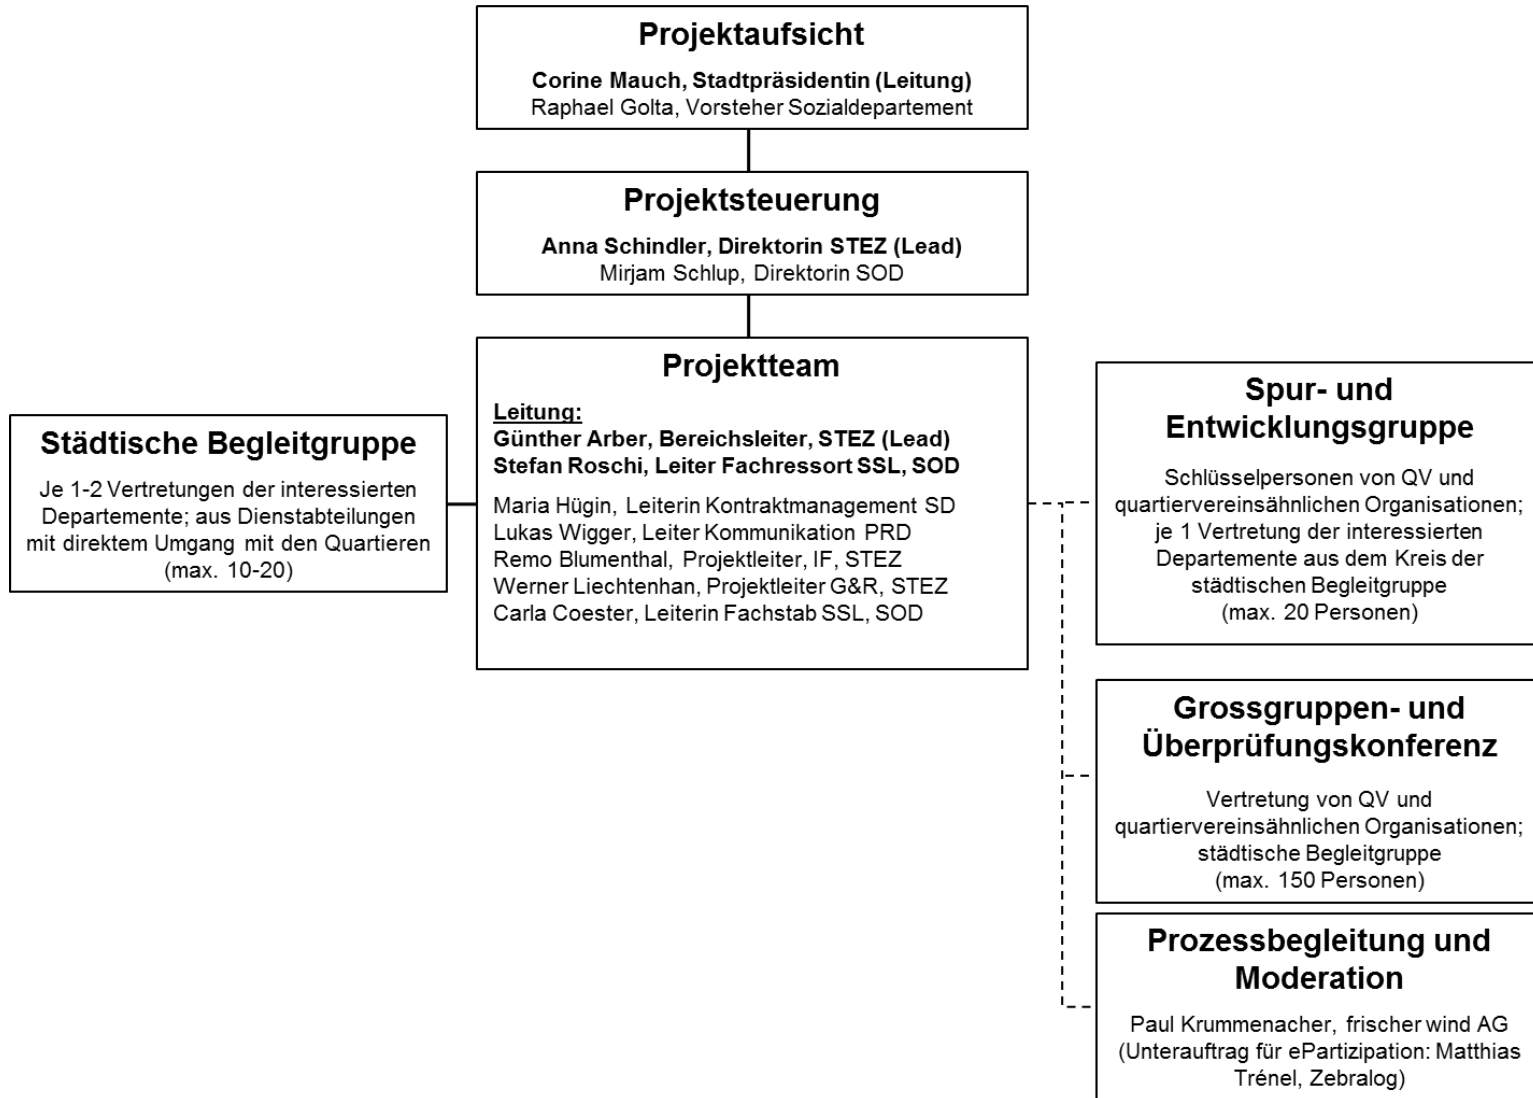 Projektaufsicht
Corine Mauch, Stadtpräsidentin (Leitung)
Raphael Golta, Vorsteher Sozialdepartement
Projektsteuerung
Anna Schindler, Direktorin STEZ (Lead)
Mirjam Schlup, Direktorin SOD
Projektteam
Leitung:
Günther Arber, Bereichsleiter, STEZ (Lead)
Stefan Roschi, Leiter Fachressort SSL, SOD
Maria Hügin, Leiterin Kontraktmanagement SD
Lukas Wigger, Leiter Kommunikation PRD
Remo Blumenthal, Projektleiter, IF, STEZ
Werner Liechtenhan, Projektleiter G&R, STEZ
Carla Coester, Leiterin Fachstab SSL, SOD
Städtische Begleitgruppe
Je 1-2 Vertretungen der interessierten
Departemente; aus Dienstabteilungen
mit direktem Umgang mit den Quartieren
(max. 10-20)
Spur- und
Entwicklungsgruppe
Schlüsselpersonen von QV und
quartiervereinsähnlichen Organisationen;
je 1 Vertretung der interessierten
Departemente aus dem Kreis der
städtischen Begleitgruppe
(max. 20 Personen)
Grossgruppen- und
Überprüfungskonferenz
Vertretung von QV und
quartiervereinsähnlichen Organisationen;
städtische Begleitgruppe
(max. 150 Personen)
Prozessbegleitung und
Moderation
Paul Krummenacher, frischer wind AG
(Unterauftrag für ePartizipation: Matthias
Trénel, Zebralog)